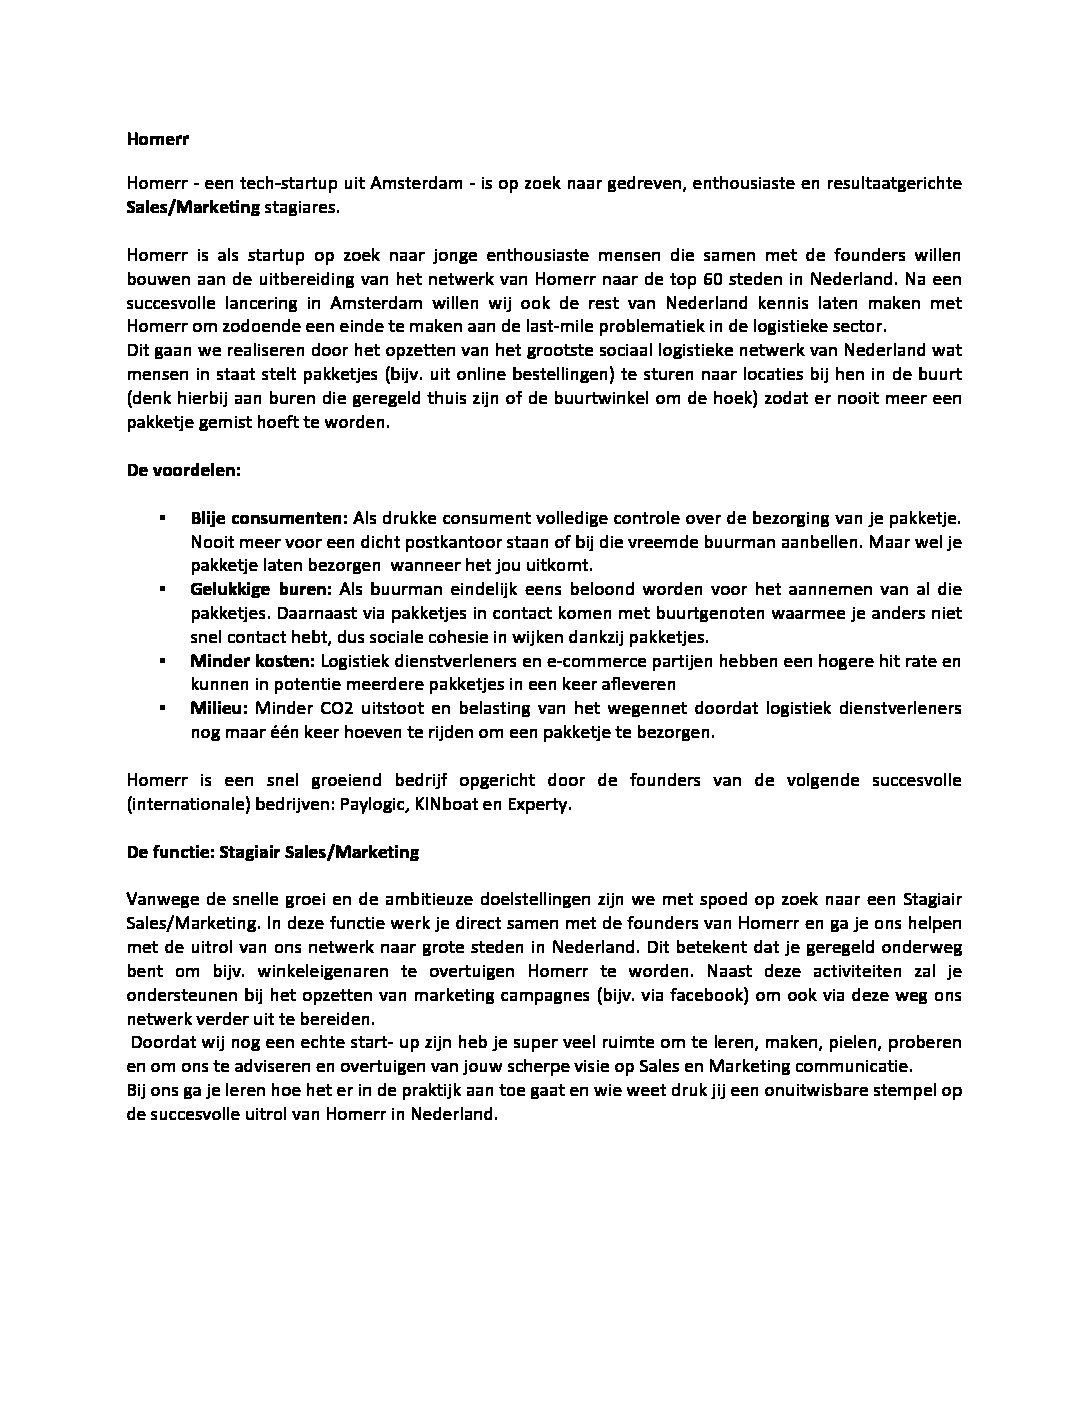 Homerr
Homerr - een tech-startup uit Amsterdam - is op zoek naar gedreven, enthousiaste en resultaatgerichte
Sales/Marketing stagiares.
Homerr is als startup op zoek naar jonge enthousiaste mensen die samen met de founders willen
bouwen aan de uitbereiding van het netwerk van Homerr naar de top 60 steden in Nederland. Na een
succesvolle lancering in Amsterdam willen wij ook de rest van Nederland kennis laten maken met
Homerr om zodoende een einde te maken aan de last-mile problematiek in de logistieke sector.
Dit gaan we realiseren door het opzetten van het grootste sociaal logistieke netwerk van Nederland wat
mensen in staat stelt pakketjes (bijv. uit online bestellingen) te sturen naar locaties bij hen in de buurt
(denk hierbij aan buren die geregeld thuis zijn of de buurtwinkel om de hoek) zodat er nooit meer een
pakketje gemist hoeft te worden.
De voordelen:
▪ Blije consumenten: Als drukke consument volledige controle over de bezorging van je pakketje.
Nooit meer voor een dicht postkantoor staan of bij die vreemde buurman aanbellen. Maar wel je
pakketje laten bezorgen  wanneer het jou uitkomt.
▪ Gelukkige buren: Als buurman eindelijk eens beloond worden voor het aannemen van al die
pakketjes. Daarnaast via pakketjes in contact komen met buurtgenoten waarmee je anders niet
snel contact hebt, dus sociale cohesie in wijken dankzij pakketjes.
▪ Minder kosten: Logistiek dienstverleners en e-commerce partijen hebben een hogere hit rate en
kunnen in potentie meerdere pakketjes in een keer afleveren
▪ Milieu: Minder CO2 uitstoot en belasting van het wegennet doordat logistiek dienstverleners
nog maar één keer hoeven te rijden om een pakketje te bezorgen.
Homerr is een snel groeiend bedrijf opgericht door de founders van de volgende succesvolle
(internationale) bedrijven: Paylogic, KINboat en Experty.
De functie: Stagiair Sales/Marketing
Vanwege de snelle groei en de ambitieuze doelstellingen zijn we met spoed op zoek naar een Stagiair
Sales/Marketing. In deze functie werk je direct samen met de founders van Homerr en ga je ons helpen
met de uitrol van ons netwerk naar grote steden in Nederland. Dit betekent dat je geregeld onderweg
bent om bijv. winkeleigenaren te overtuigen Homerr te worden. Naast deze activiteiten zal je
ondersteunen bij het opzetten van marketing campagnes (bijv. via facebook) om ook via deze weg ons
netwerk verder uit te bereiden.
Doordat wij nog een echte start- up zijn heb je super veel ruimte om te leren, maken, pielen, proberen
en om ons te adviseren en overtuigen van jouw scherpe visie op Sales en Marketing communicatie.
Bij ons ga je leren hoe het er in de praktijk aan toe gaat en wie weet druk jij een onuitwisbare stempel op
de succesvolle uitrol van Homerr in Nederland.